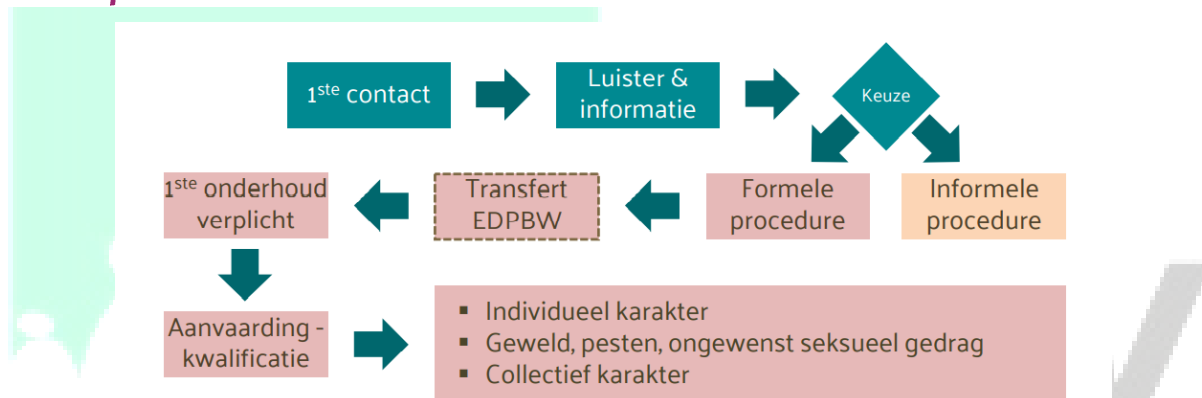 1ste contact
Luister &
informatie
Keuze
1ste onderhoud
verplicht
Transfert
EDPBW
Formele
procedure
Informele
procedure
Aanvaarding -
kwalificatie
▪ Individueel karakter
▪ Geweld, pesten, ongewenst seksueel gedrag
▪ Collectief karakter